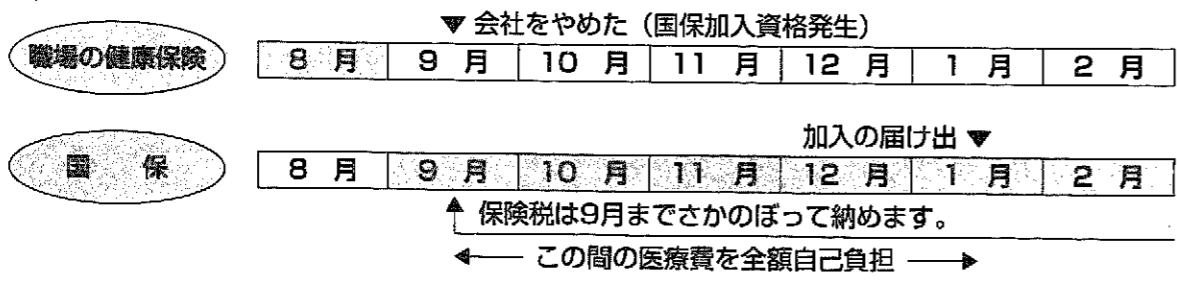 ▼会社をやめた（国保加入資格発生）
職場の健康保険
8月 9月 10月 11月 12月 1月 2月
加入の届け出▼
国保
8月 9月 10月 11月 12月 1月 2月
保険税は9月までさかのぼって納めます。
この間の医療費を全額自己負担